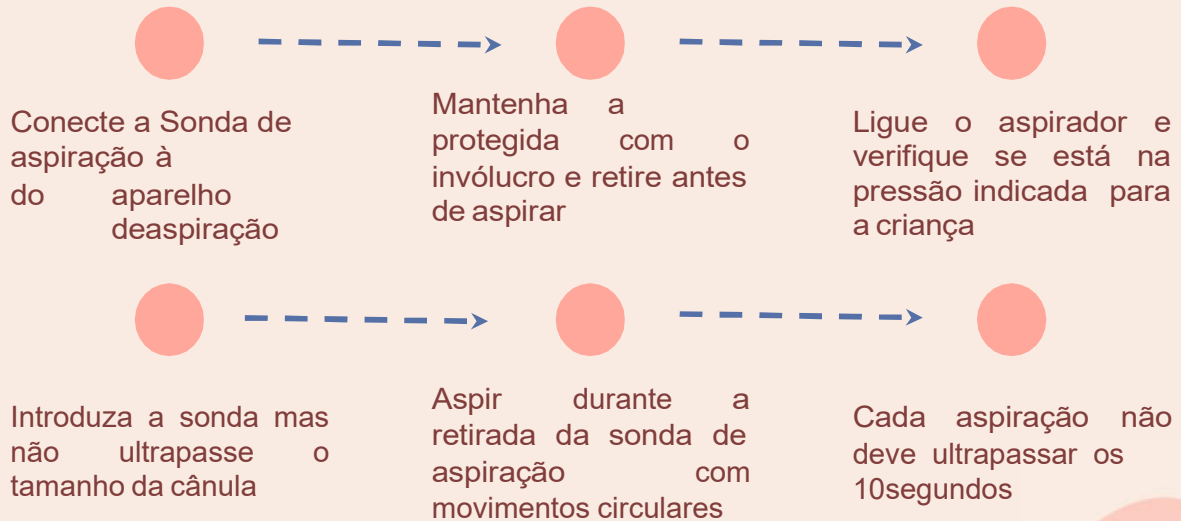 Conecte a Sonda de
aspiração à
do aparelho
deaspiração
Mantenha a
protegida com o
invólucro e retire antes
de aspirar
Ligue o aspirador e
verifique se está na
pressão indicada para
a criança
Introduza a sonda mas
não ultrapasse o
tamanho da cânula
Aspir durante a
retirada da sonda de
aspiração com
movimentos circulares
Cada aspiração não
deve ultrapassar os
10segundos